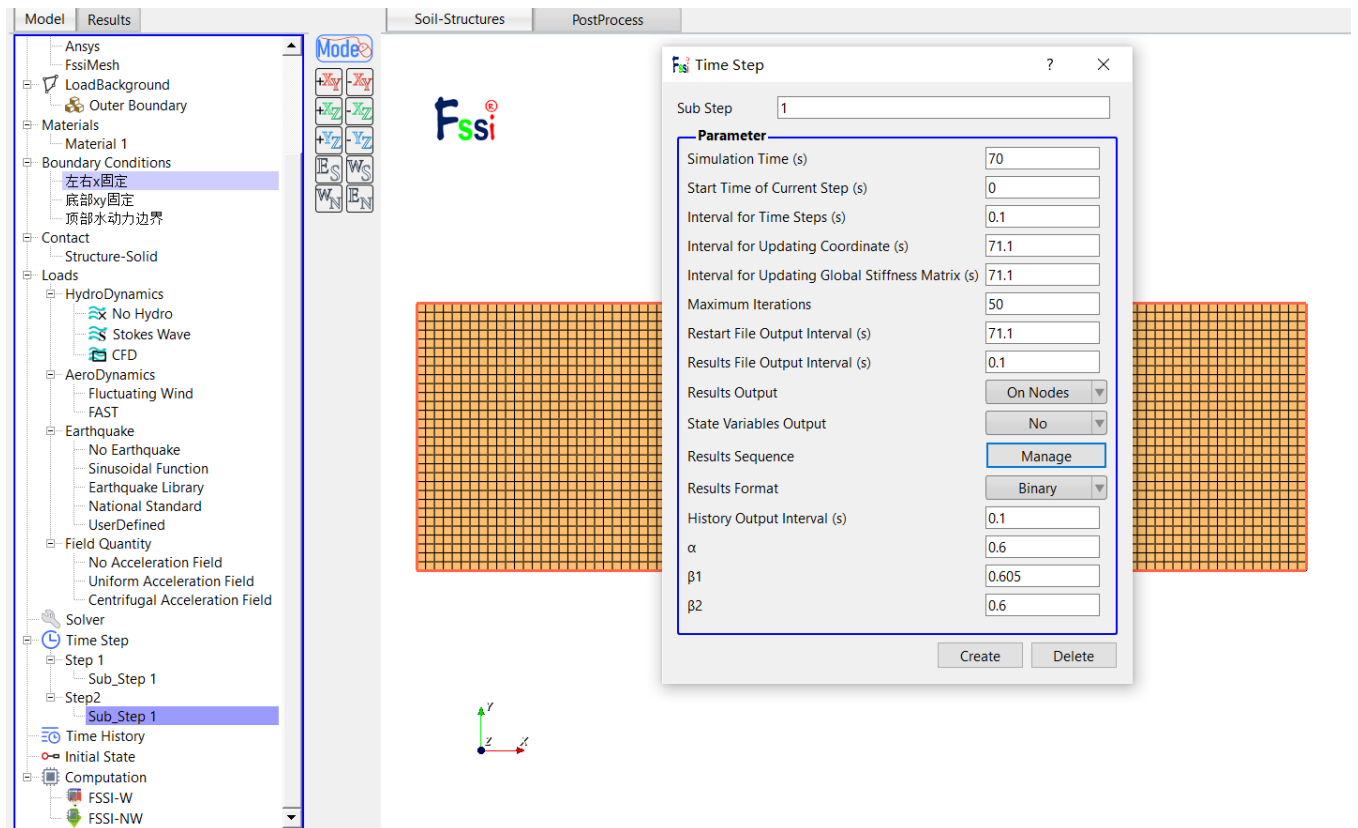 Model Results
Soil-Structures PostProcess
Ansys
FssiMesh
LoadBackground
Outer Boundary
Materials
Material 1
Boundary Conditions
左右x固定
底部xy固定
顶部水动力边界
Contact
Structure-Solid
Loads
HydroDynamics
No Hydro
Stokes Wave
CFD
AeroDynamics
Fluctuating Wind
FAST
Earthquake
No Earthquake
Sinusoidal Function
Earthquake Library
National Standard
UserDefined
Field Quantity
No Acceleration Field
Uniform Acceleration Field
Centrifugal Acceleration Field
Solver
Time Step
Step 1
Sub_Step 1
Step2
Sub_Step 1
Time History
Initial State
Computation
FSSI-W
FSSI-NW
Mode
+XY -XY
+XZ -XZ
+YZ -YZ
ES WS
WN EN
Fssi®
Fssi Time Step ? ×
Sub Step 1
Parameter
Simulation Time (s) 70
Start Time of Current Step (s) 0
Interval for Time Steps (s) 0.1
Interval for Updating Coordinate (s) 71.1
Interval for Updating Global Stiffness Matrix (s) 71.1
Maximum Iterations 50
Restart File Output Interval (s) 71.1
Results File Output Interval (s) 0.1
Results Output On Nodes
State Variables Output No
Results Sequence Manage
Results Format Binary
History Output Interval (s) 0.1
α 0.6
β1 0.605
β2 0.6
Create Delete
Y
Z X